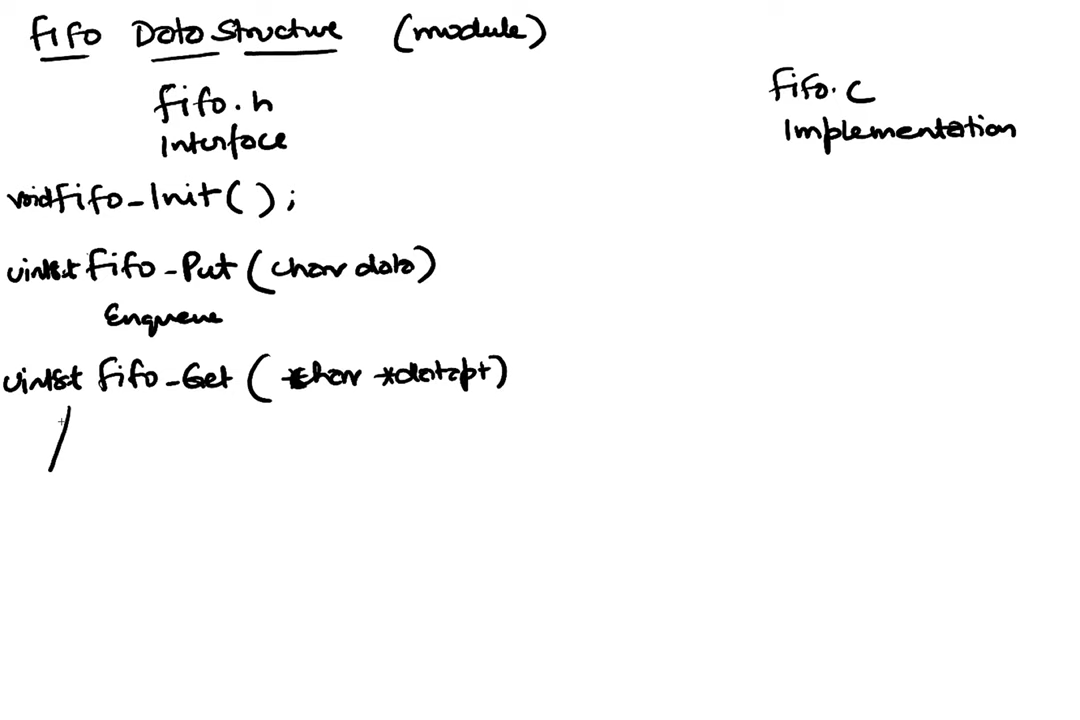 Fifo Data Structure (module)
fifo.h
Interface
void Fifo_Init();
uint8_t Fifo_Put(char data)
Enqueue
uint8_t Fifo_Get(char *datapt)
Fifo.c
Implementation